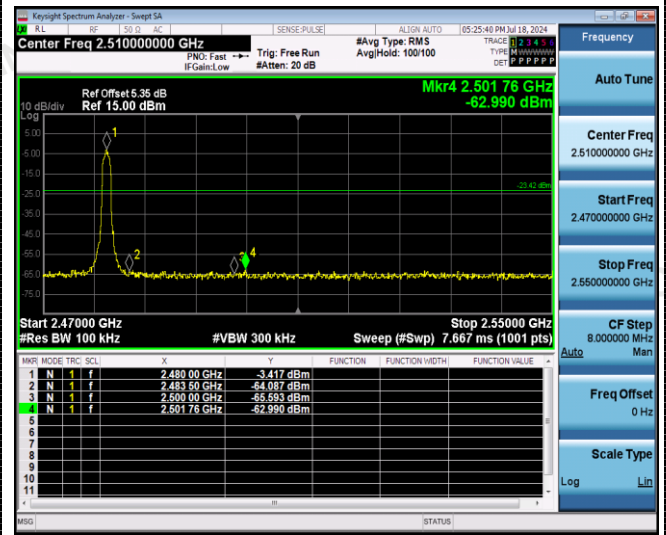 Keysight Spectrum Analyzer - Swept SA
RL RF 50 Ω AC SENSE:PULSE ALIGN AUTO 05:25:40 PM Jul 18, 2024
Center Freq 2.510000000 GHz
PNO: Fast
IFGain:Low
Trig: Free Run
#Atten: 20 dB
#Avg Type: RMS
Avg|Hold: 100/100
TRACE 1 2 3 4 5 6
TYPE M W W W W W
DET P P P P P P
Ref Offset 5.35 dB
Ref 15.00 dBm
10 dB/div
Log
Mkr4 2.501 76 GHz
-62.990 dBm
5.00
-5.00
-15.0
-25.0
-35.0
-45.0
-55.0
-65.0
-75.0
1
2
3
4
-23.42 dBm
Start 2.47000 GHz
Stop 2.55000 GHz
#Res BW 100 kHz
#VBW 300 kHz
Sweep (#Swp) 7.667 ms (1001 pts)
MKR MODE TRC SCL X Y FUNCTION FUNCTION WIDTH FUNCTION VALUE
1 N 1 f 2.480 00 GHz -3.417 dBm
2 N 1 f 2.483 50 GHz -64.087 dBm
3 N 1 f 2.500 00 GHz -65.593 dBm
4 N 1 f 2.501 76 GHz -62.990 dBm
5
6
7
8
9
10
11
MSG
STATUS
Frequency
Auto Tune
Center Freq
2.510000000 GHz
Start Freq
2.470000000 GHz
Stop Freq
2.550000000 GHz
CF Step
8.000000 MHz
Auto Man
Freq Offset
0 Hz
Scale Type
Log Lin